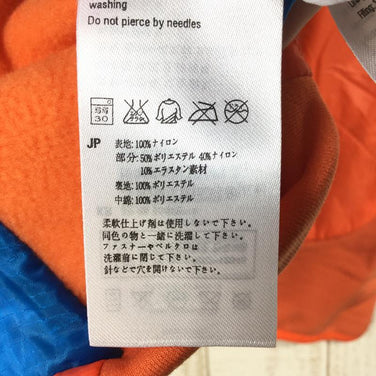 washing
Do not pierce by needles
30
JP 表地:100%ナイロン
部分:50%ポリエステル 40%ナイロン
10%エラスタン素材
裏地:100%ポリエステル
中綿:100%ポリエステル
柔軟仕上げ剤は使用しないで下さい。
同色の物と一緒に洗濯して下さい。
ファスナーやベルクロは
洗濯前に閉じて下さい。
針などで穴を開けないで下さい。